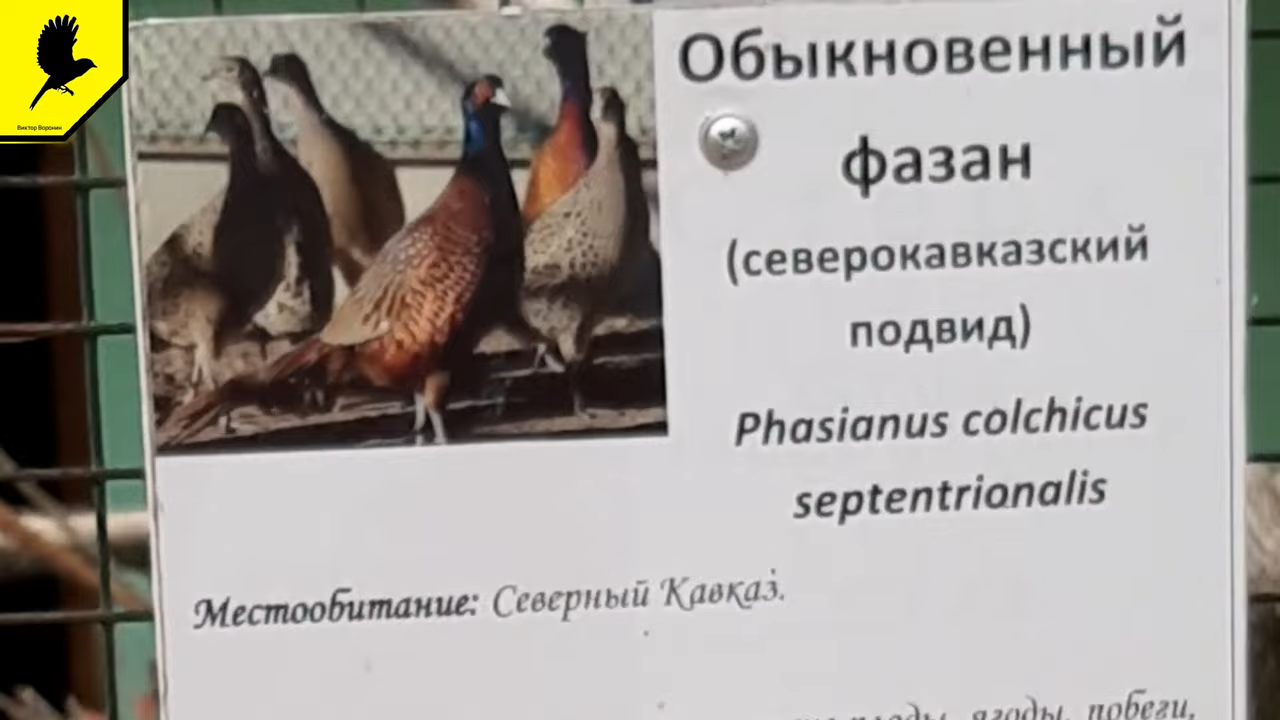 Виктор Воронин
Обыкновенный
фазан
(северокавказский
подвид)
Phasianus colchicus
septentrionalis
Местообитание: Северный Кавказ.
ягоды, побеги,